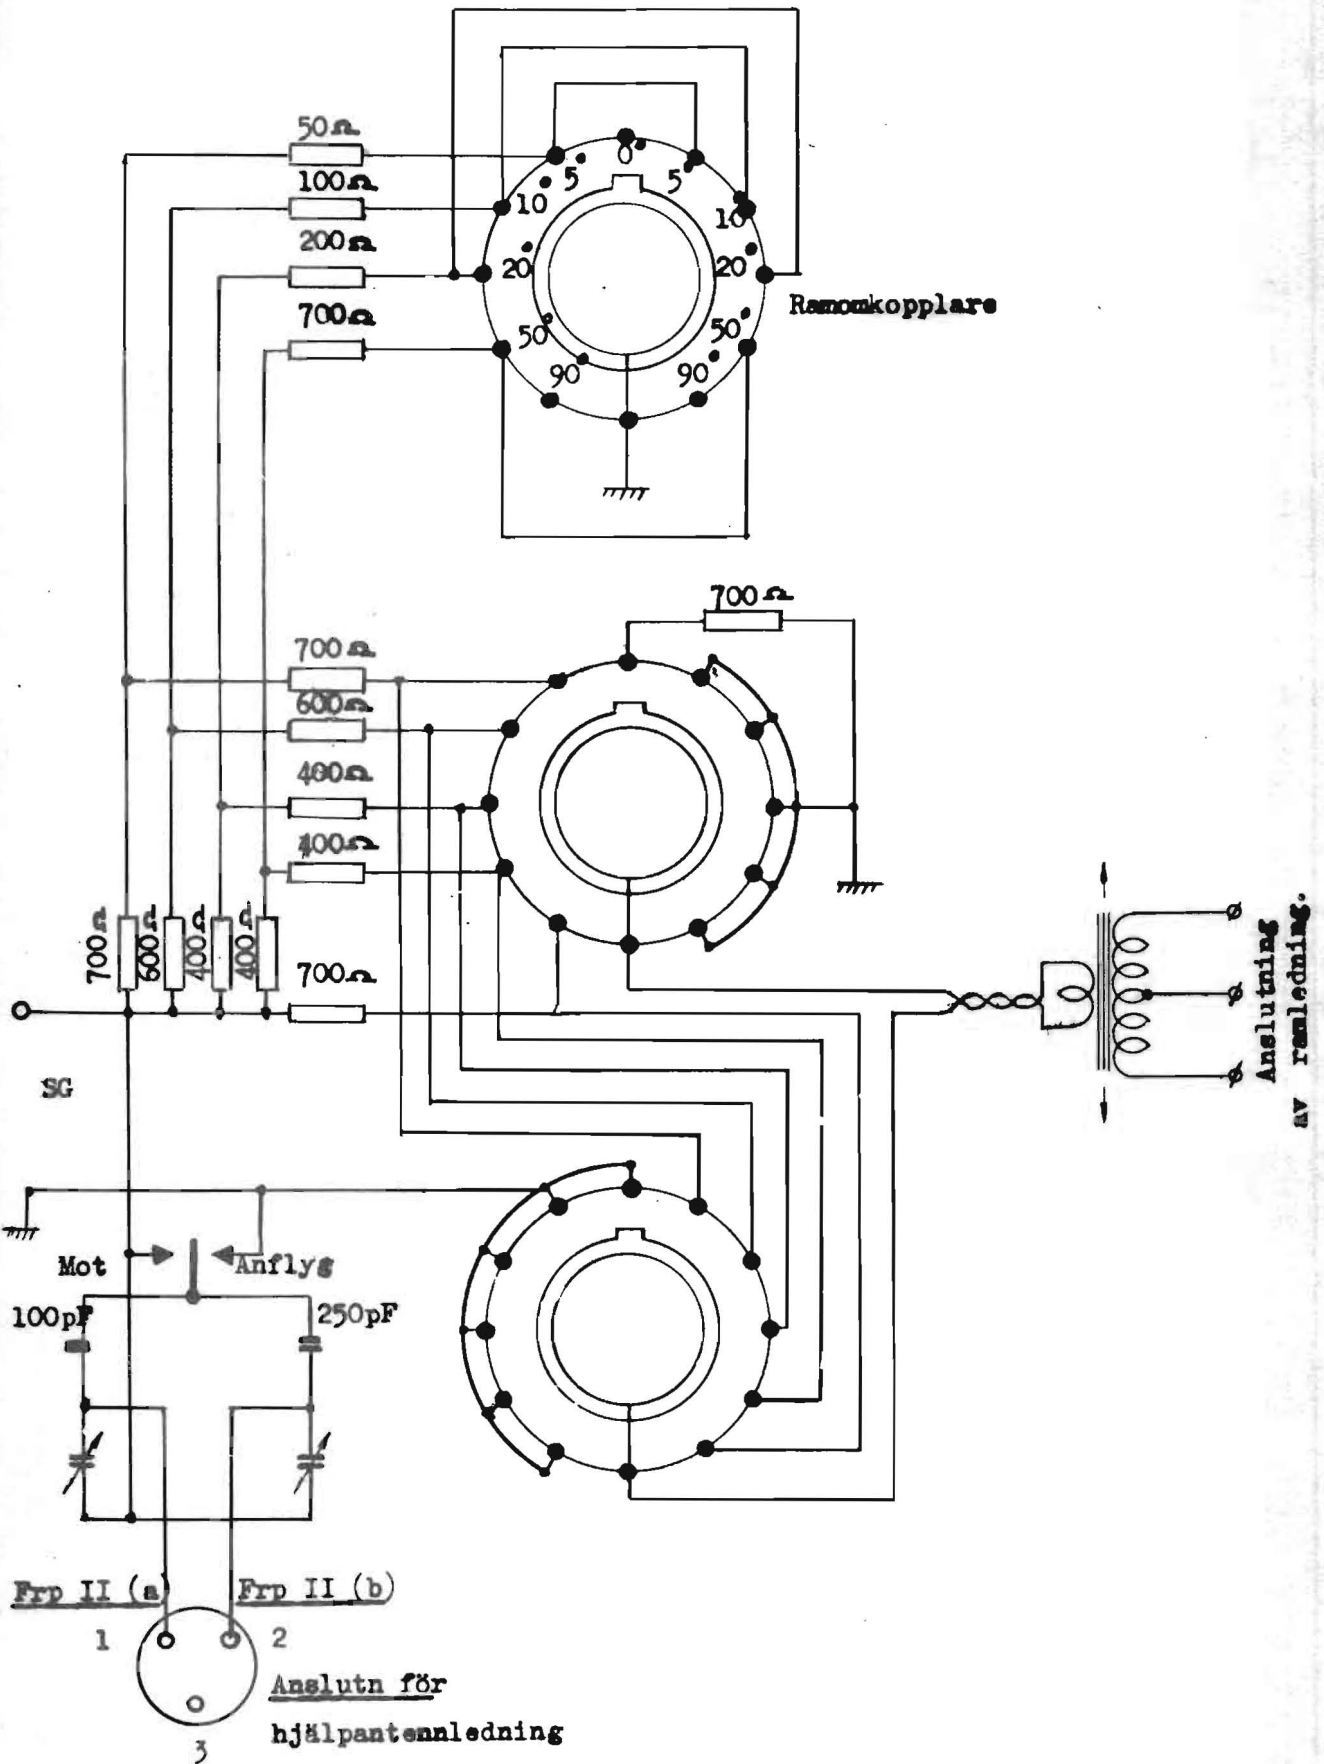 50Ω
100Ω
200Ω
700Ω
0
5
5
10
10
20
20
50
50
90
90
Ramomkopplare
700Ω
700Ω
600Ω
400Ω
400Ω
700Ω
600Ω
400Ω
400Ω
700Ω
SG
Anslutning
av ramledning.
Mot
Anflyg
100pF
250pF
Frp II (a)
Frp II (b)
1
2
3
Anslutn för
hjälpantennledning